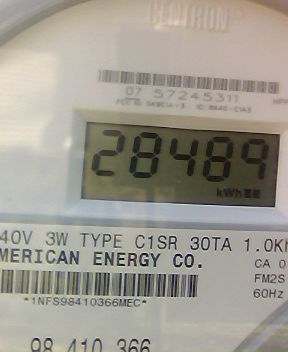 CENTRON®
07 57245311
28489
kWh
40V 3W TYPE C1SR 30TA 1.0Kh
MERICAN ENERGY CO.
CA 0
FM2S
60Hz
*1NFS98410366MEC*
98 410 366